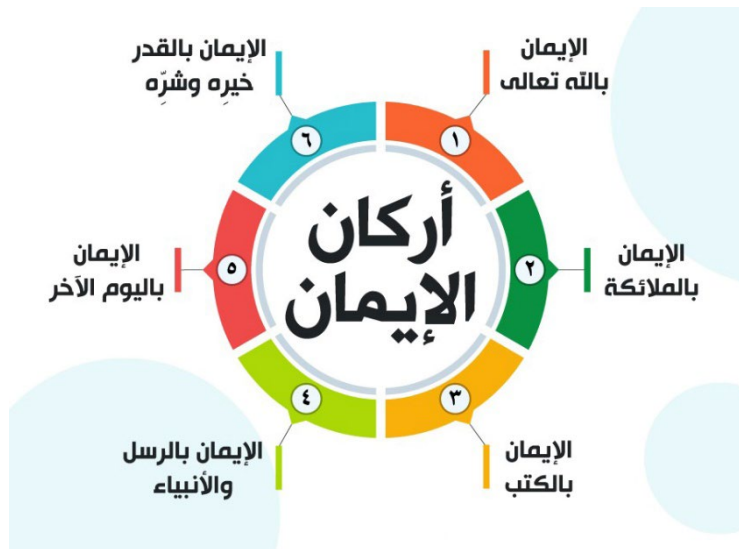 أركان
الإيمان
١
الإيمان
بالله تعالى
٢
الإيمان
بالملائكة
٣
الإيمان
بالكتب
٤
الإيمان بالرسل
والأنبياء
٥
الإيمان
باليوم الآخر
٦
الإيمان بالقدر
خيرِه وشرِّه